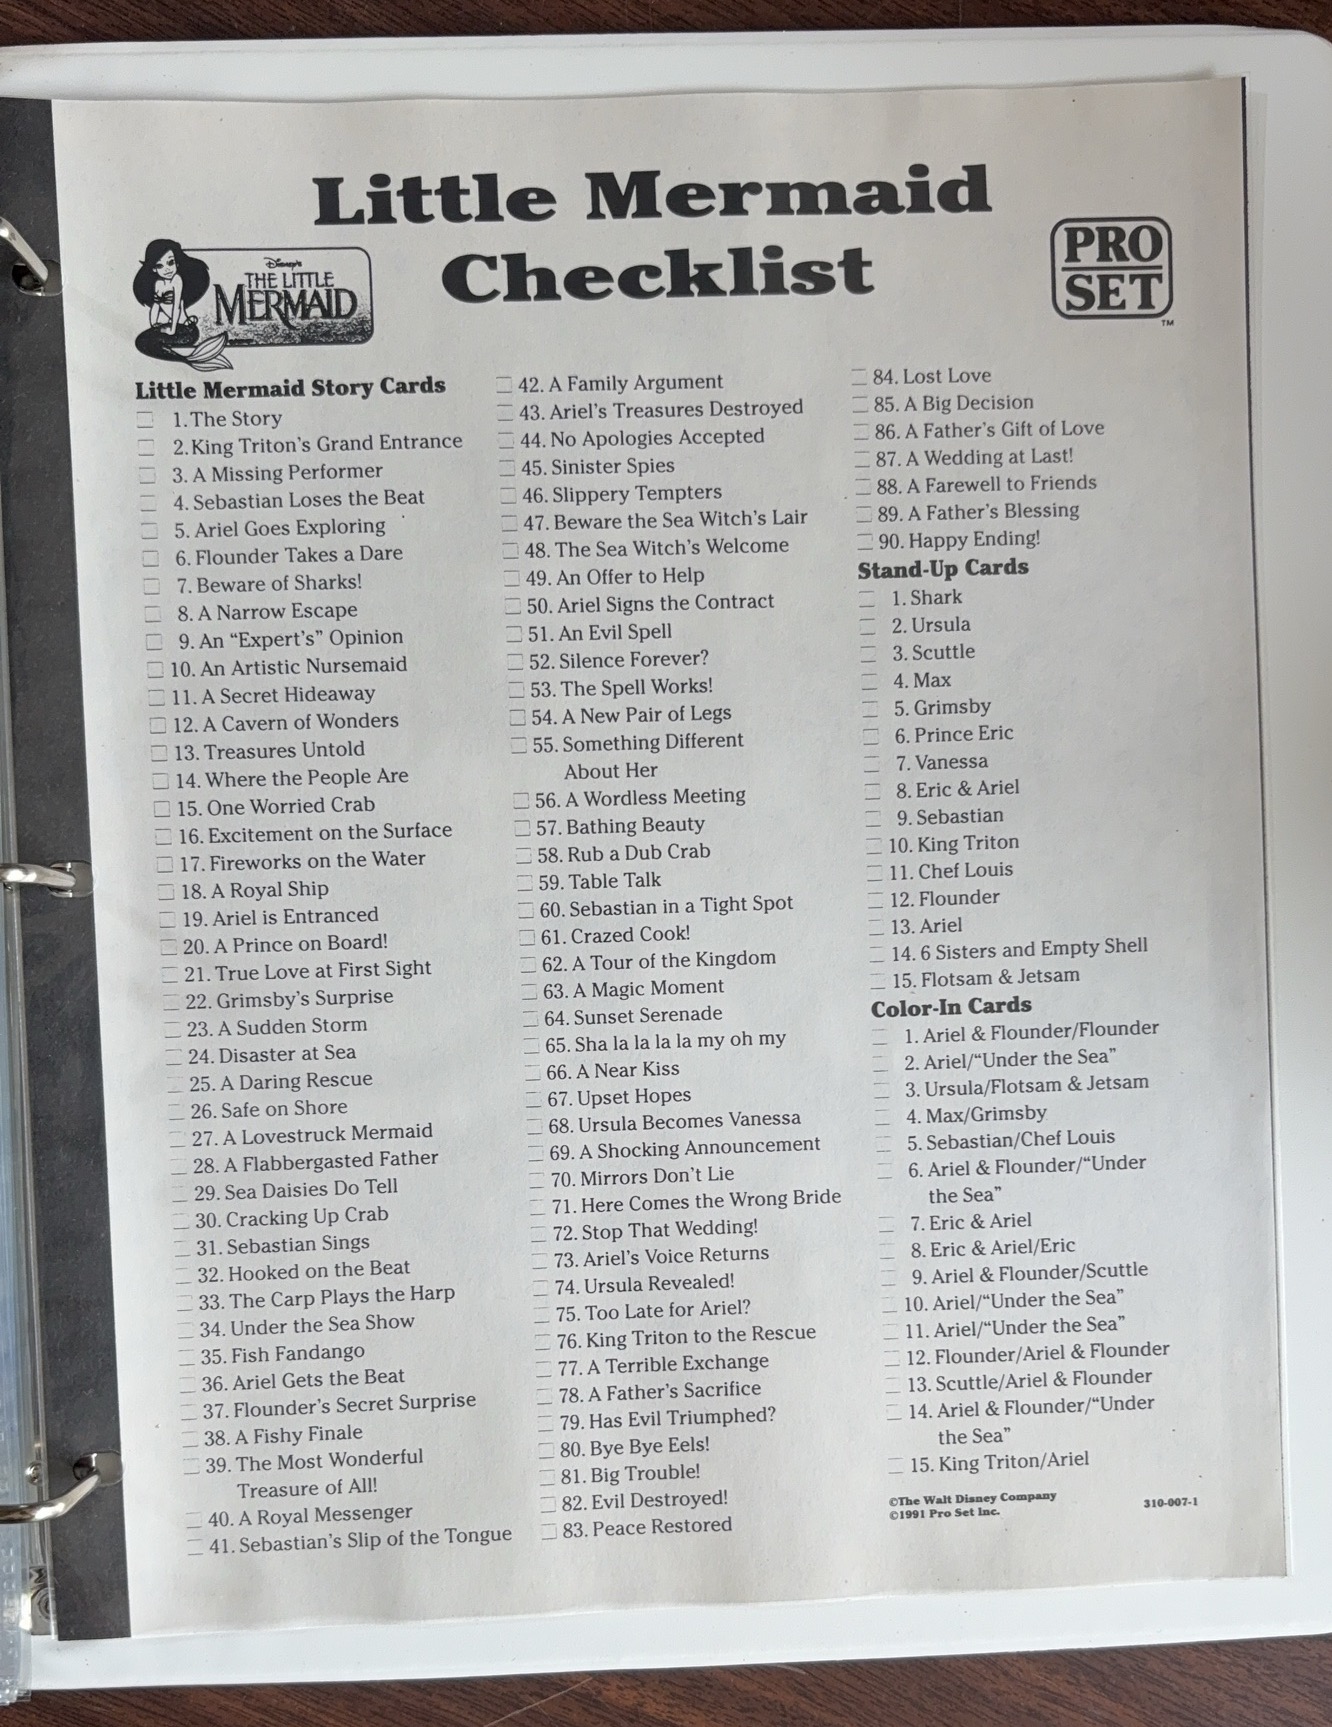 Little Mermaid
Checklist
Disney's
THE LITTLE
MERMAID
PRO
SET
TM
Little Mermaid Story Cards
1. The Story
2. King Triton's Grand Entrance
3. A Missing Performer
4. Sebastian Loses the Beat
5. Ariel Goes Exploring
6. Flounder Takes a Dare
7. Beware of Sharks!
8. A Narrow Escape
9. An “Expert's” Opinion
10. An Artistic Nursemaid
11. A Secret Hideaway
12. A Cavern of Wonders
13. Treasures Untold
14. Where the People Are
15. One Worried Crab
16. Excitement on the Surface
17. Fireworks on the Water
18. A Royal Ship
19. Ariel is Entranced
20. A Prince on Board!
21. True Love at First Sight
22. Grimsby's Surprise
23. A Sudden Storm
24. Disaster at Sea
25. A Daring Rescue
26. Safe on Shore
27. A Lovestruck Mermaid
28. A Flabbergasted Father
29. Sea Daisies Do Tell
30. Cracking Up Crab
31. Sebastian Sings
32. Hooked on the Beat
33. The Carp Plays the Harp
34. Under the Sea Show
35. Fish Fandango
36. Ariel Gets the Beat
37. Flounder's Secret Surprise
38. A Fishy Finale
39. The Most Wonderful
Treasure of All!
40. A Royal Messenger
41. Sebastian's Slip of the Tongue
42. A Family Argument
43. Ariel's Treasures Destroyed
44. No Apologies Accepted
45. Sinister Spies
46. Slippery Tempters
47. Beware the Sea Witch's Lair
48. The Sea Witch's Welcome
49. An Offer to Help
50. Ariel Signs the Contract
51. An Evil Spell
52. Silence Forever?
53. The Spell Works!
54. A New Pair of Legs
55. Something Different
About Her
56. A Wordless Meeting
57. Bathing Beauty
58. Rub a Dub Crab
59. Table Talk
60. Sebastian in a Tight Spot
61. Crazed Cook!
62. A Tour of the Kingdom
63. A Magic Moment
64. Sunset Serenade
65. Sha la la la la my oh my
66. A Near Kiss
67. Upset Hopes
68. Ursula Becomes Vanessa
69. A Shocking Announcement
70. Mirrors Don't Lie
71. Here Comes the Wrong Bride
72. Stop That Wedding!
73. Ariel's Voice Returns
74. Ursula Revealed!
75. Too Late for Ariel?
76. King Triton to the Rescue
77. A Terrible Exchange
78. A Father's Sacrifice
79. Has Evil Triumphed?
80. Bye Bye Eels!
81. Big Trouble!
82. Evil Destroyed!
83. Peace Restored
84. Lost Love
85. A Big Decision
86. A Father's Gift of Love
87. A Wedding at Last!
88. A Farewell to Friends
89. A Father's Blessing
90. Happy Ending!
Stand-Up Cards
1. Shark
2. Ursula
3. Scuttle
4. Max
5. Grimsby
6. Prince Eric
7. Vanessa
8. Eric & Ariel
9. Sebastian
10. King Triton
11. Chef Louis
12. Flounder
13. Ariel
14. 6 Sisters and Empty Shell
15. Flotsam & Jetsam
Color-In Cards
1. Ariel & Flounder/Flounder
2. Ariel/“Under the Sea”
3. Ursula/Flotsam & Jetsam
4. Max/Grimsby
5. Sebastian/Chef Louis
6. Ariel & Flounder/“Under
the Sea”
7. Eric & Ariel
8. Eric & Ariel/Eric
9. Ariel & Flounder/Scuttle
10. Ariel/“Under the Sea”
11. Ariel/“Under the Sea”
12. Flounder/Ariel & Flounder
13. Scuttle/Ariel & Flounder
14. Ariel & Flounder/“Under
the Sea”
15. King Triton/Ariel
©The Walt Disney Company
©1991 Pro Set Inc.
310-007-1